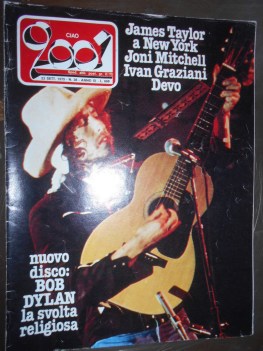 CIAO
2001
James Taylor
a New York
Joni Mitchell
Ivan Graziani
Devo
nuovo
disco:
BOB
DYLAN
la svolta
religiosa